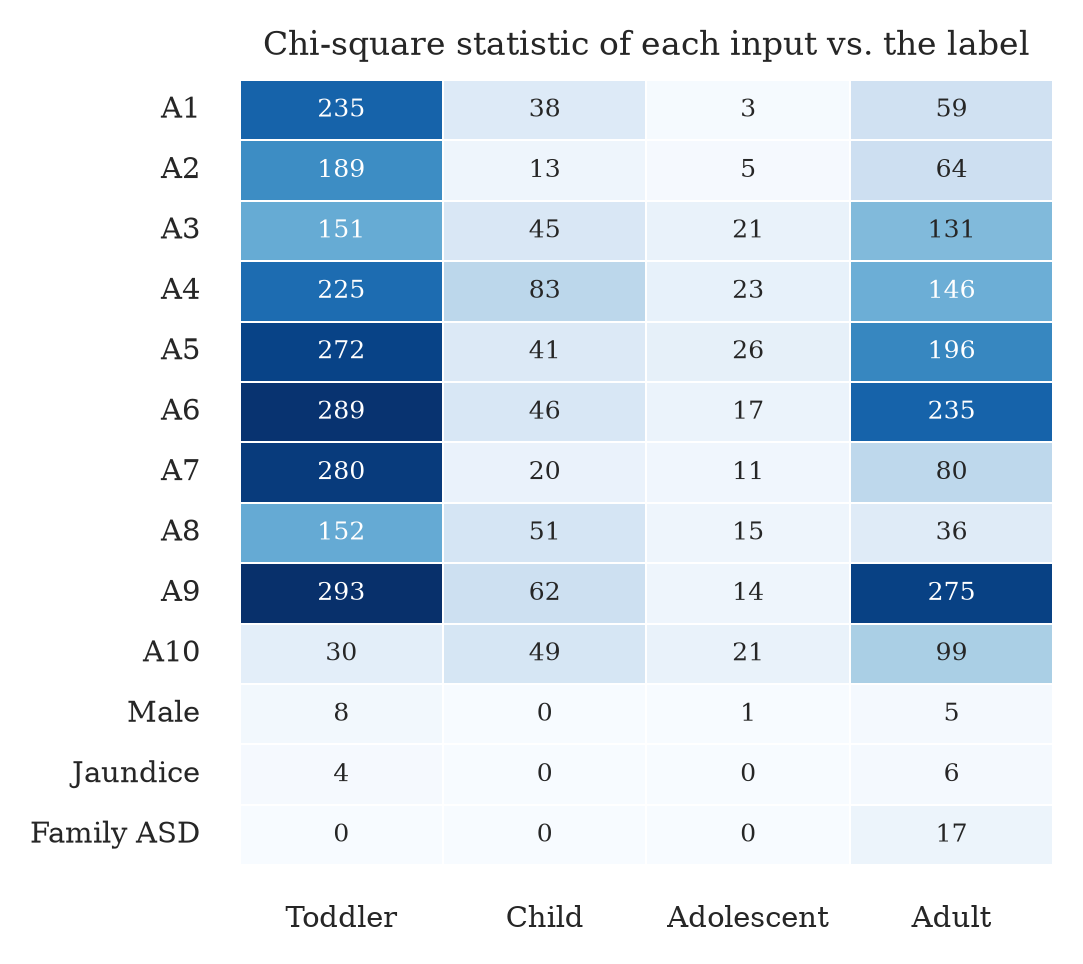 Chi-square statistic of each input vs. the label
A1 235 38 3 59
A2 189 13 5 64
A3 151 45 21 131
A4 225 83 23 146
A5 272 41 26 196
A6 289 46 17 235
A7 280 20 11 80
A8 152 51 15 36
A9 293 62 14 275
A10 30 49 21 99
Male 8 0 1 5
Jaundice 4 0 0 6
Family ASD 0 0 0 17
Toddler Child Adolescent Adult